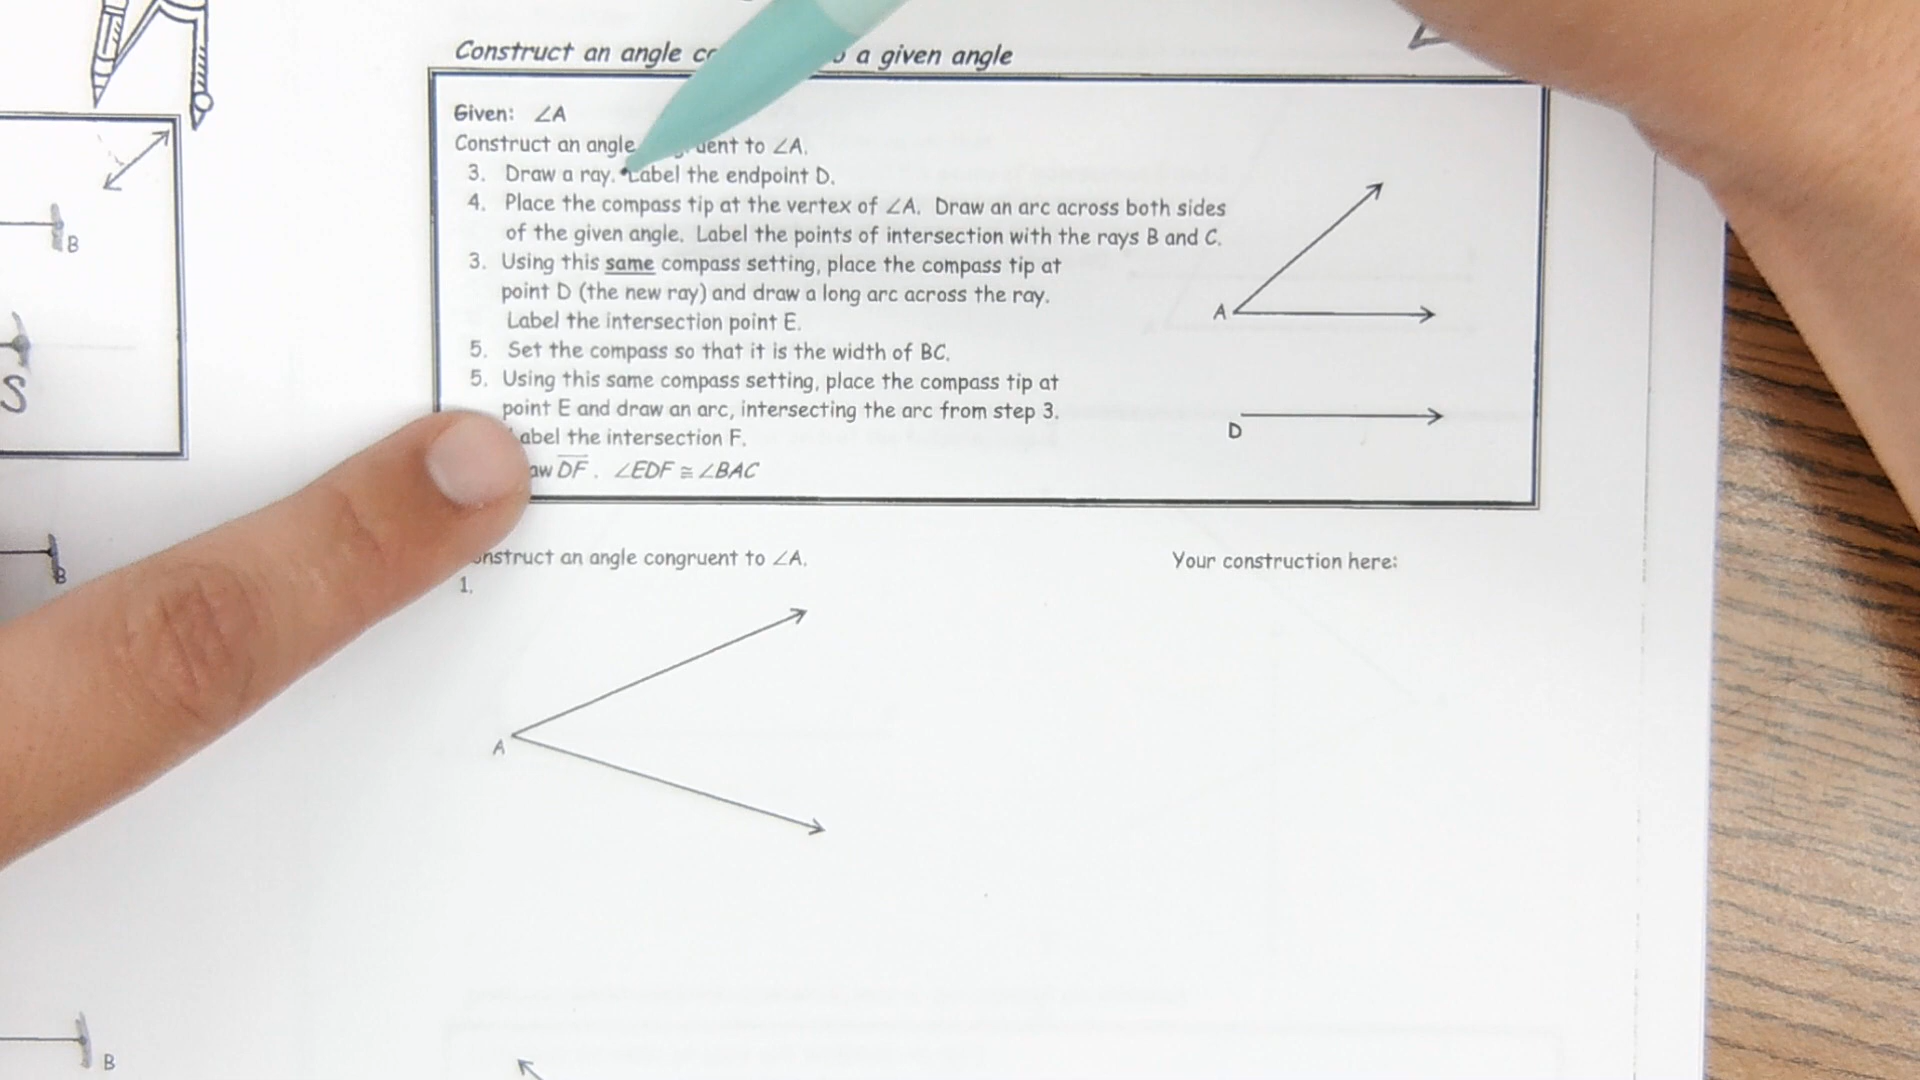 Construct an angle a given angle
Given: ∠A
Construct an angle to ∠A.
3. Draw a ray. Label the endpoint D.
4. Place the compass tip at the vertex of ∠A. Draw an arc across both sides
of the given angle. Label the points of intersection with the rays B and C.
3. Using this same compass setting, place the compass tip at
point D (the new ray) and draw a long arc across the ray.
Label the intersection point E.
5. Set the compass so that it is the width of BC.
5. Using this same compass setting, place the compass tip at
point E and draw an arc, intersecting the arc from step 3.
Label the intersection F.
DF. ∠EDF ≅ ∠BAC
A
D
Construct an angle congruent to ∠A.
Your construction here:
1.
A
B
S
B
B